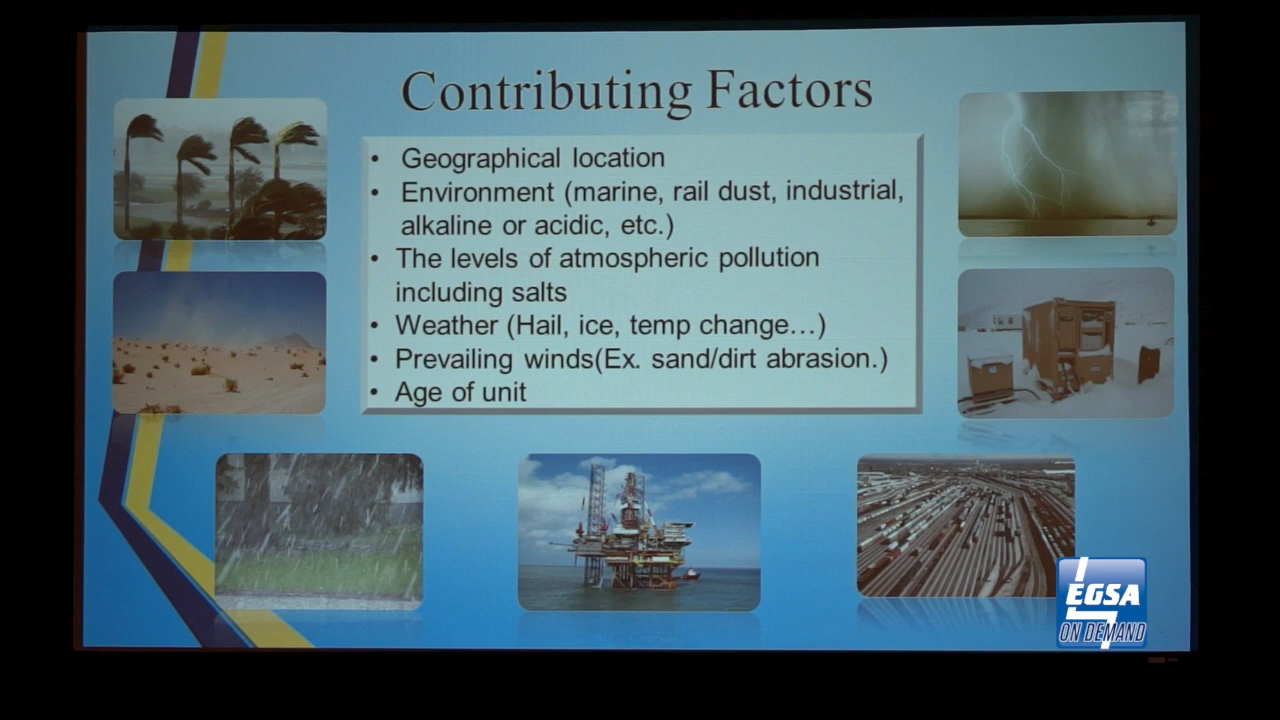 Contributing Factors
• Geographical location
• Environment (marine, rail dust, industrial,
alkaline or acidic, etc.)
• The levels of atmospheric pollution
including salts
• Weather (Hail, ice, temp change…)
• Prevailing winds(Ex. sand/dirt abrasion.)
• Age of unit
EGSA
ON DEMAND